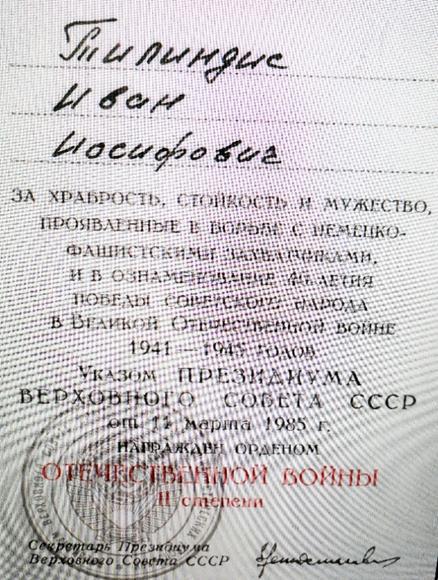 Тилиндис
Иван
Иосифович
ЗА ХРАБРОСТЬ, СТОЙКОСТЬ И МУЖЕСТВО,
ПРОЯВЛЕННЫЕ В БОРЬБЕ С НЕМЕЦКО-
ФАШИСТСКИМИ ЗАХВАТЧИКАМИ,
И В ОЗНАМЕНОВАНИЕ 40-ЛЕТИЯ
ПОБЕДЫ СОВЕТСКОГО НАРОДА
В ВЕЛИКОЙ ОТЕЧЕСТВЕННОЙ ВОЙНЕ
1941—1945 ГОДОВ
УКАЗОМ ПРЕЗИДИУМА
ВЕРХОВНОГО СОВЕТА СССР
от 11 марта 1985 г.
НАГРАЖДЕН ОРДЕНОМ
ОТЕЧЕСТВЕННОЙ ВОЙНЫ
II степени
Секретарь Президиума
Верховного Совета СССР